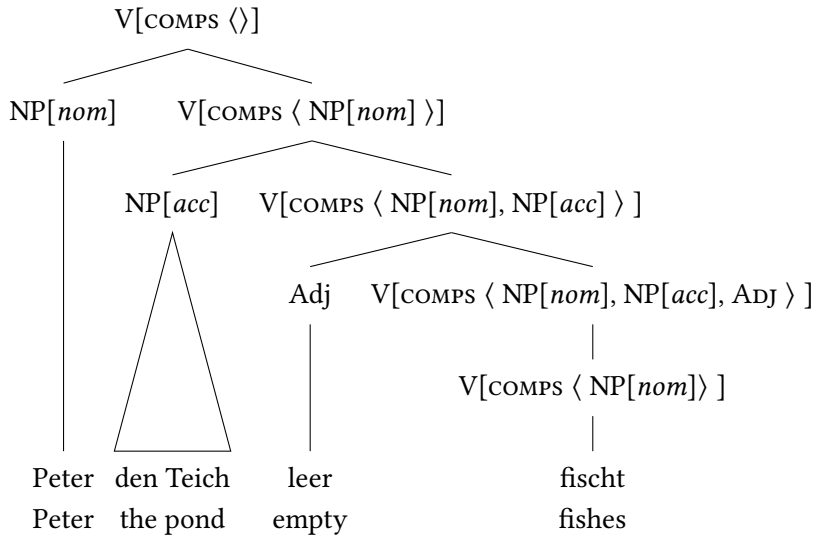 V[COMPS ⟨⟩]
NP[nom] V[COMPS ⟨ NP[nom] ⟩]
NP[acc] V[COMPS ⟨ NP[nom], NP[acc] ⟩ ]
Adj V[COMPS ⟨ NP[nom], NP[acc], ADJ ⟩ ]
V[COMPS ⟨ NP[nom]⟩ ]
Peter den Teich leer fischt
Peter the pond empty fishes